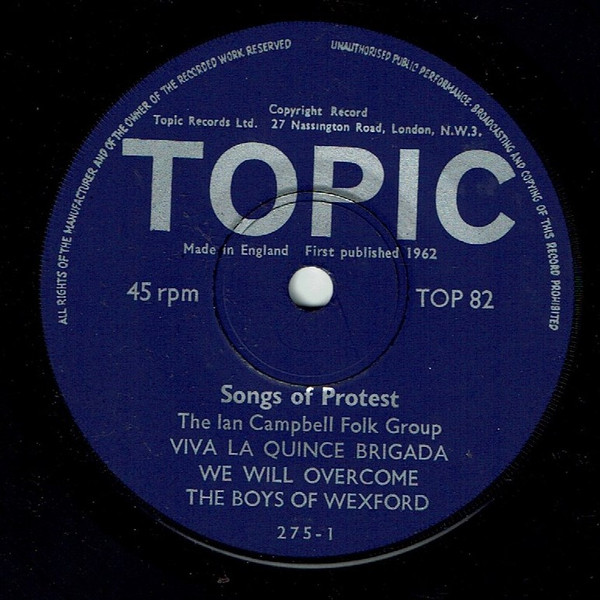 ALL RIGHTS OF THE MANUFACTURER AND OF THE OWNER OF THE RECORDED WORK RESERVED
UNAUTHORISED PUBLIC PERFORMANCE, BROADCASTING AND COPYING OF THIS RECORD PROHIBITED
Copyright Record
Topic Records Ltd. 27 Nassington Road, London, N.W.3.
TOPIC
Made in England First published 1962
45 rpm
TOP 82
Songs of Protest
The Ian Campbell Folk Group
VIVA LA QUINCE BRIGADA
WE WILL OVERCOME
THE BOYS OF WEXFORD
275-1